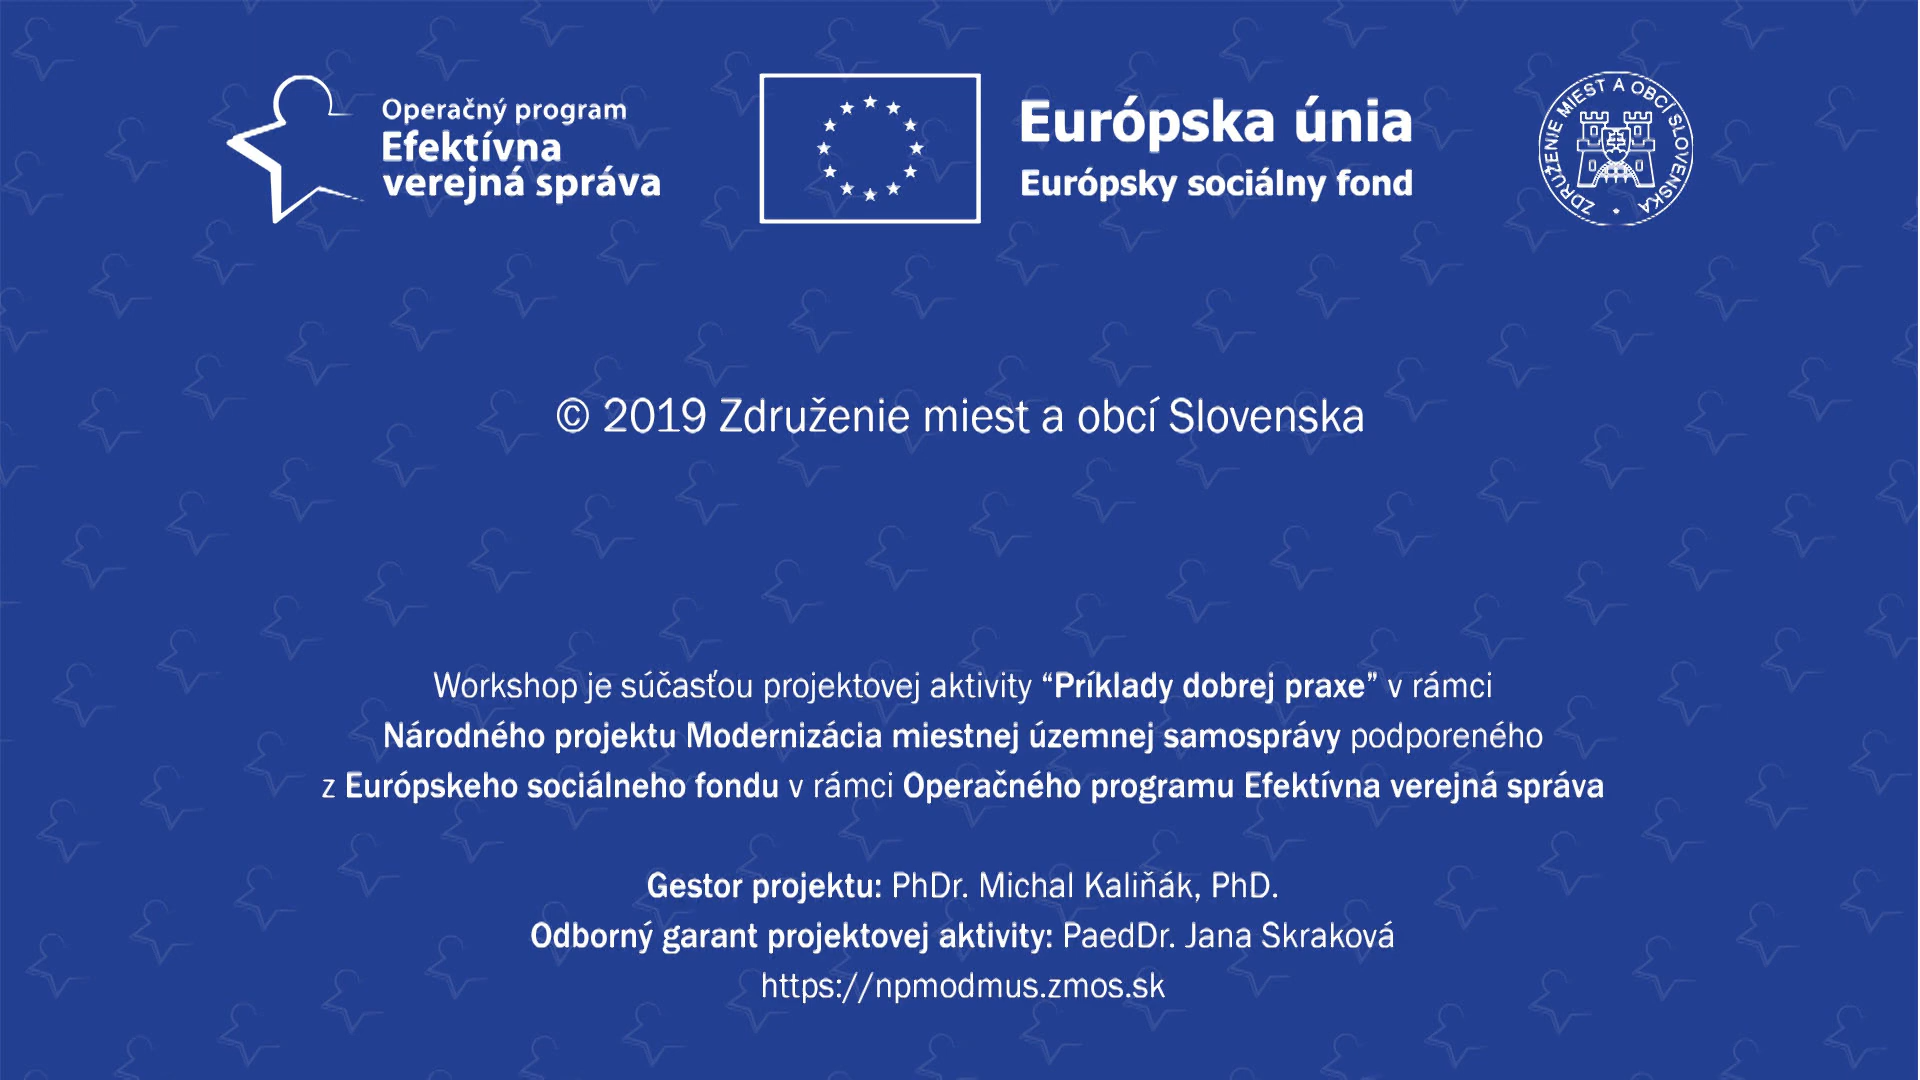 Operačný program
Efektívna
verejná správa
Európska únia
Európsky sociálny fond
ZDRUŽENIE MIEST A OBCÍ SLOVENSKA
© 2019 Združenie miest a obcí Slovenska
Workshop je súčasťou projektovej aktivity “Príklady dobrej praxe” v rámci
Národného projektu Modernizácia miestnej územnej samosprávy podporeného
z Európskeho sociálneho fondu v rámci Operačného programu Efektívna verejná správa
Gestor projektu: PhDr. Michal Kaliňák, PhD.
Odborný garant projektovej aktivity: PaedDr. Jana Skraková
https://npmodmus.zmos.sk